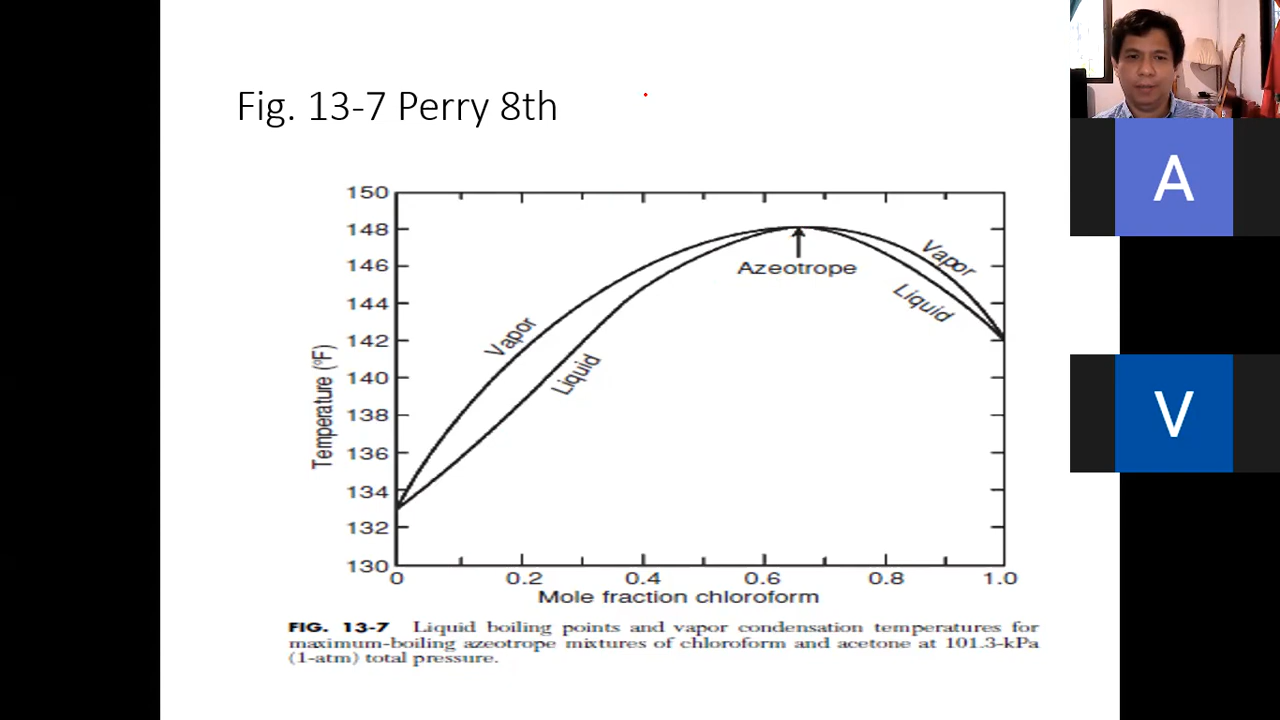 Fig. 13-7 Perry 8th
A
V
150
148
146
144
142
140
138
136
134
132
130
Temperature (°F)
Vapor
Liquid
Azeotrope
Vapor
Liquid
0 0.2 0.4 0.6 0.8 1.0
Mole fraction chloroform
FIG. 13-7 Liquid boiling points and vapor condensation temperatures for
maximum-boiling azeotrope mixtures of chloroform and acetone at 101.3-kPa
(1-atm) total pressure.